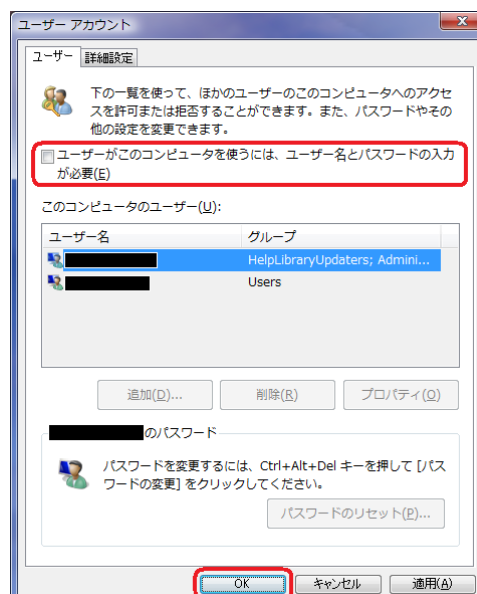 ユーザー アカウント
ユーザー 詳細設定
下の一覧を使って、ほかのユーザーのこのコンピュータへのアクセ
スを許可または拒否することができます。また、パスワードやその
他の設定を変更できます。
ユーザーがこのコンピュータを使うには、ユーザー名とパスワードの入力
が必要(E)
このコンピュータのユーザー(U):
ユーザー名 グループ
HelpLibraryUpdaters; Admini...
Users
追加(D)... 削除(R) プロパティ(O)
のパスワード
パスワードを変更するには、Ctrl+Alt+Del キーを押して [パス
ワードの変更] をクリックしてください。
パスワードのリセット(P)...
OK キャンセル 適用(A)